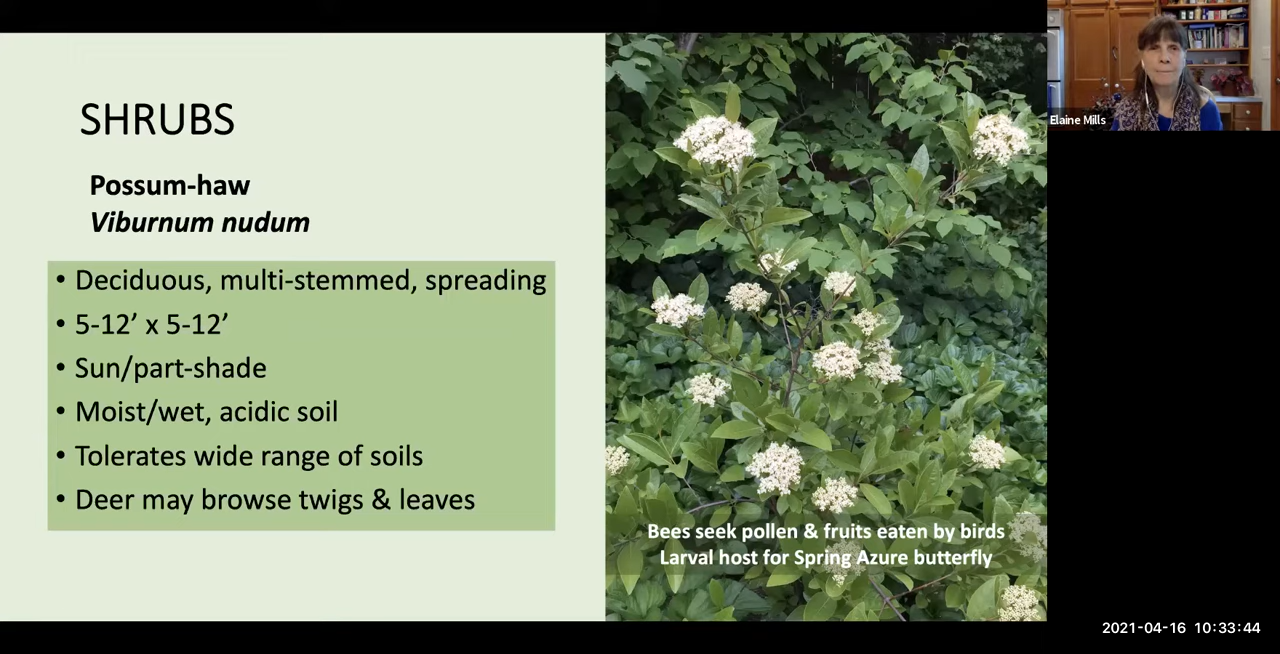 SHRUBS
Possum-haw
Viburnum nudum
• Deciduous, multi-stemmed, spreading
• 5-12’ x 5-12’
• Sun/part-shade
• Moist/wet, acidic soil
• Tolerates wide range of soils
• Deer may browse twigs & leaves
Bees seek pollen & fruits eaten by birds
Larval host for Spring Azure butterfly
Elaine Mills
2021-04-16 10:33:44